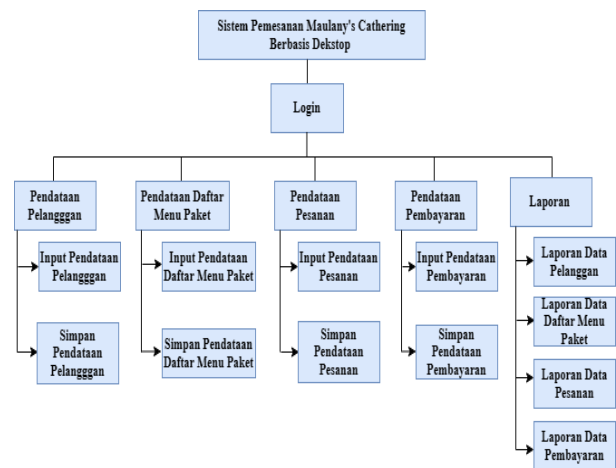 Sistem Pemesanan Maulany's Cathering
Berbasis Dekstop
Login
Pendataan
Pelangggan
Pendataan Daftar
Menu Paket
Pendataan
Pesanan
Pendataan
Pembayaran
Laporan
Input Pendataan
Pelangggan
Input Pendataan
Daftar Menu Paket
Input Pendataan
Pesanan
Input Pendataan
Pembayaran
Laporan Data
Pelanggan
Simpan
Pendataan
Pelangggan
Simpan Pendataan
Daftar Menu Paket
Simpan
Pendataan
Pesanan
Simpan
Pendataan
Pembayaran
Laporan Data
Daftar Menu
Paket
Laporan Data
Pesanan
Laporan Data
Pembayaran